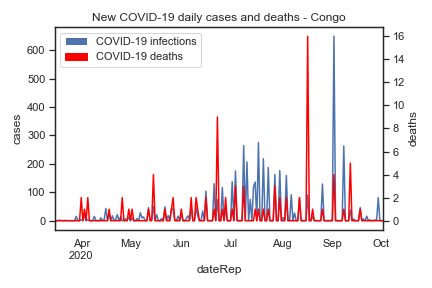 New COVID-19 daily cases and deaths - Congo
COVID-19 infections
COVID-19 deaths
600
500
400
300
200
100
0
cases
16
14
12
10
8
6
4
2
0
deaths
Apr
2020
May
Jun
Jul
Aug
Sep
Oct
dateRep